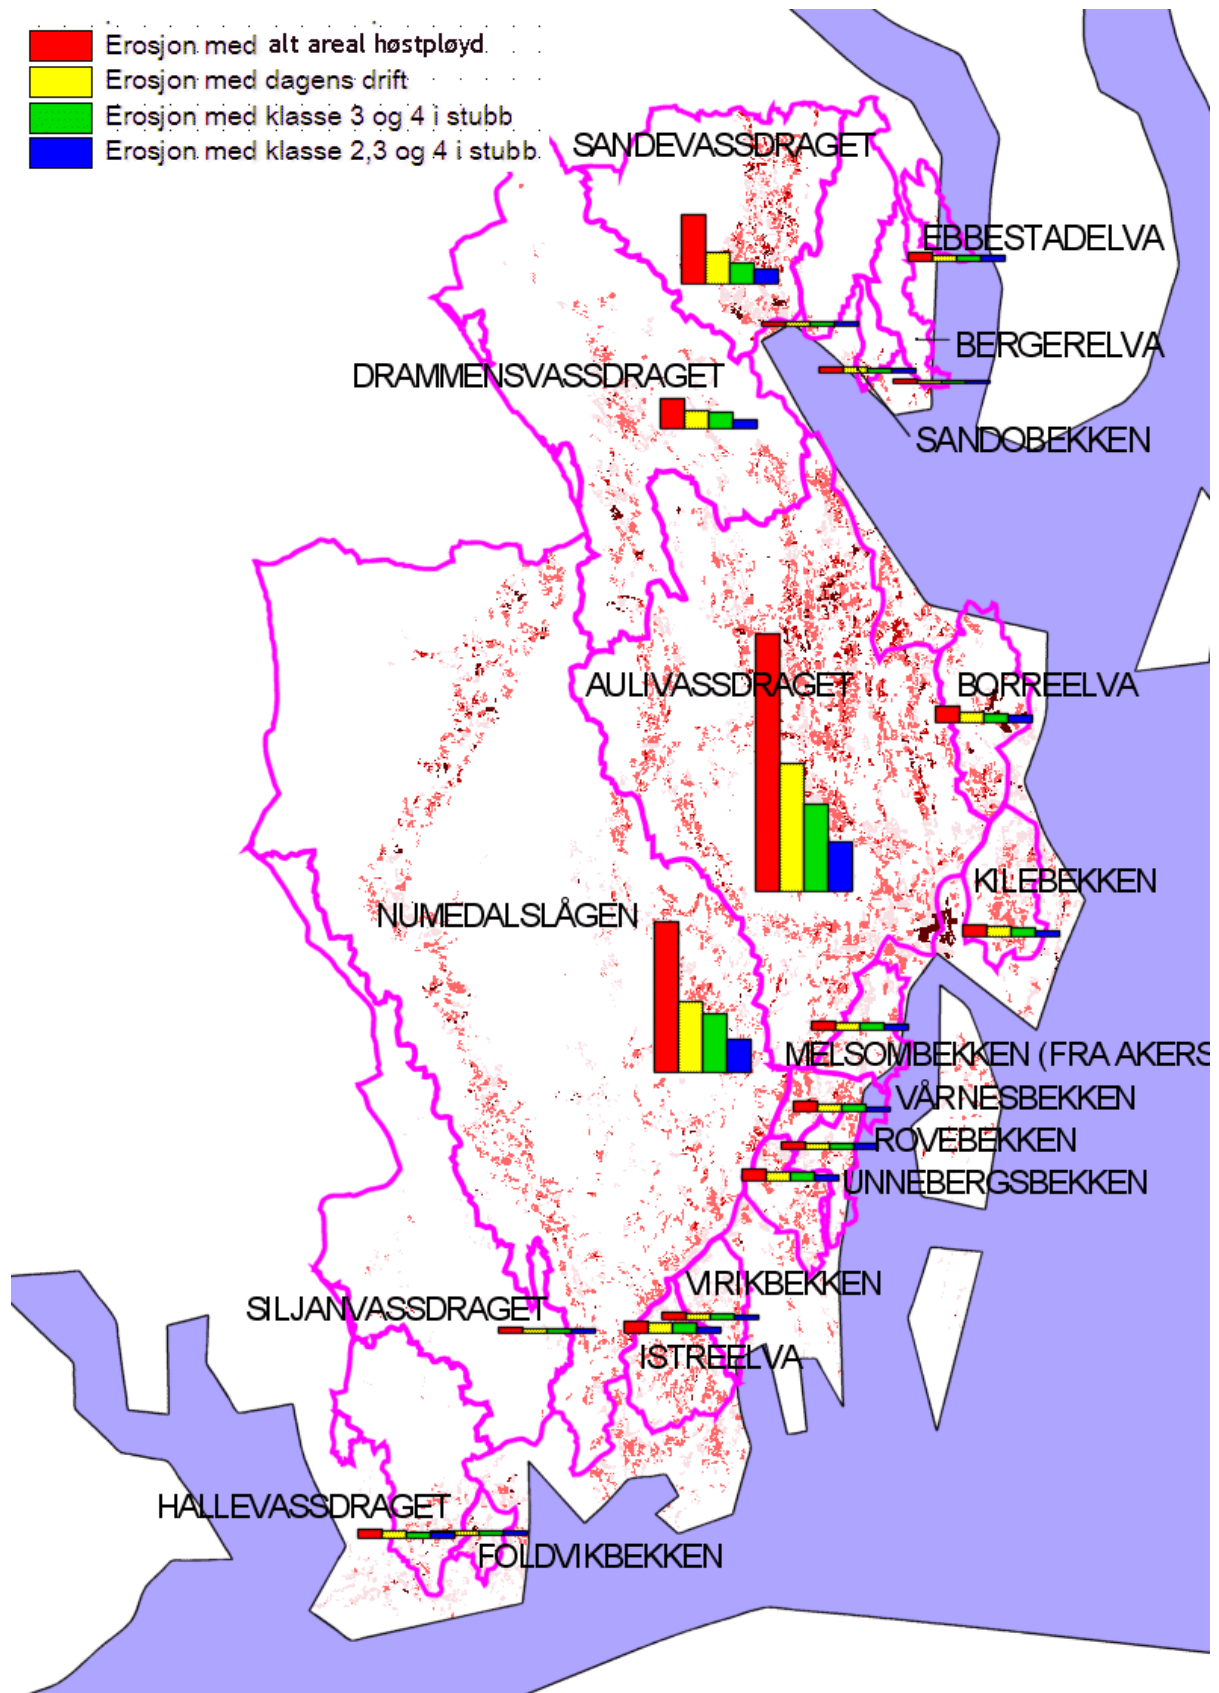 Erosjon med alt areal høstpløyd
Erosjon med dagens drift
Erosjon med klasse 3 og 4 i stubb
Erosjon med klasse 2,3 og 4 i stubb
SANDEVASSDRAGET
EBBESTADELVA
BERGERELVA
DRAMMENSVASSDRAGET
SANDOBEKKEN
AULIVASSDRAGET
BORREELVA
KILEBEKKEN
NUMEDALSLÅGEN
MELSOMBEKKEN (FRA AKERS
VÅRNESBEKKEN
ROVEBEKKEN
UNNEBERGSBEKKEN
VIRIKBEKKEN
SILJANVASSDRAGET
ISTREELVA
HALLEVASSDRAGET
FOLDVIKBEKKEN